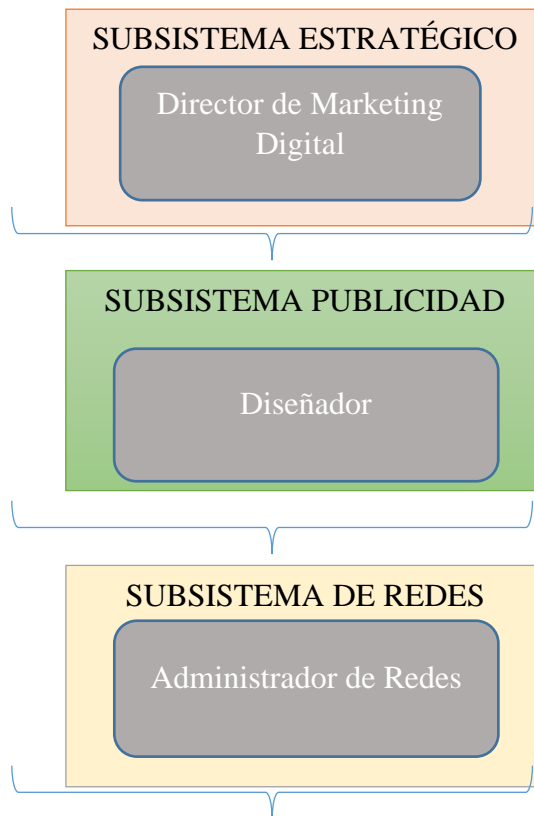 SUBSISTEMA ESTRATÉGICO
Director de Marketing
Digital
SUBSISTEMA PUBLICIDAD
Diseñador
SUBSISTEMA DE REDES
Administrador de Redes